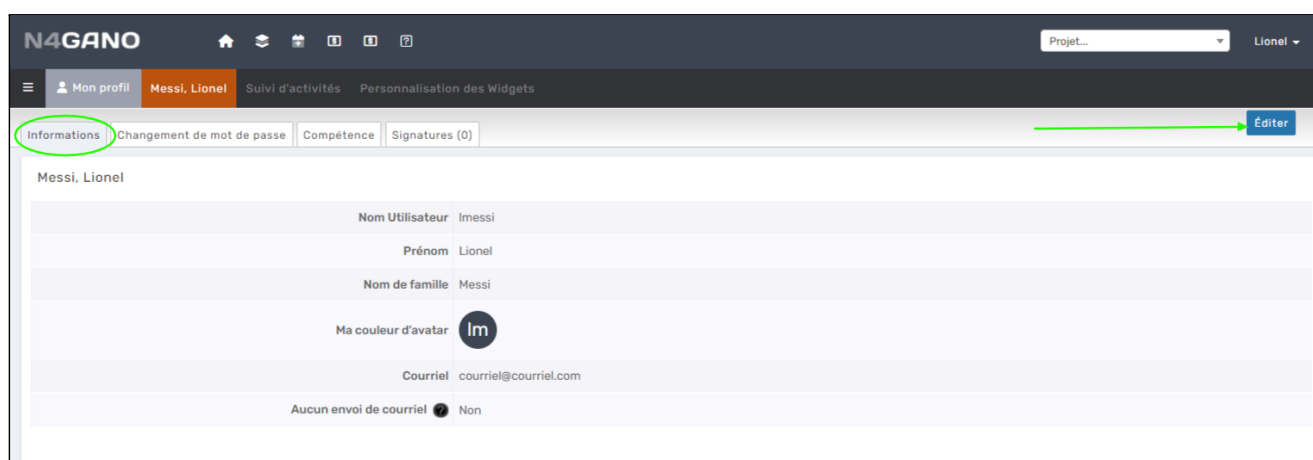 N4GANO Projet... Lionel
Mon profil Messi, Lionel Suivi d'activités Personnalisation des Widgets
Informations Changement de mot de passe Compétence Signatures (0) Éditer
Messi, Lionel
Nom Utilisateur lmessi
Prénom Lionel
Nom de famille Messi
Ma couleur d'avatar lm
Courriel courriel@courriel.com
Aucun envoi de courriel ? Non